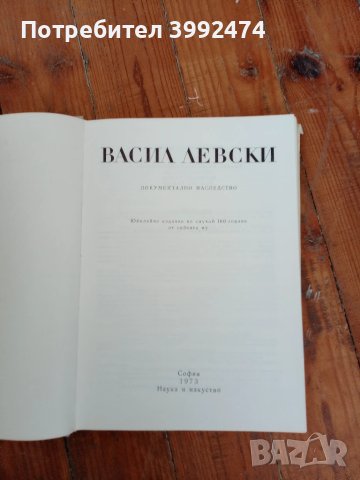 Потребител 3992474
ВАСИЛ ЛЕВСКИ
ДОКУМЕНТАЛНО НАСЛЕДСТВО
Юбилейно издание по случай 100 години
от гибелта му
София
1973
Наука и изкуство
BAZAR